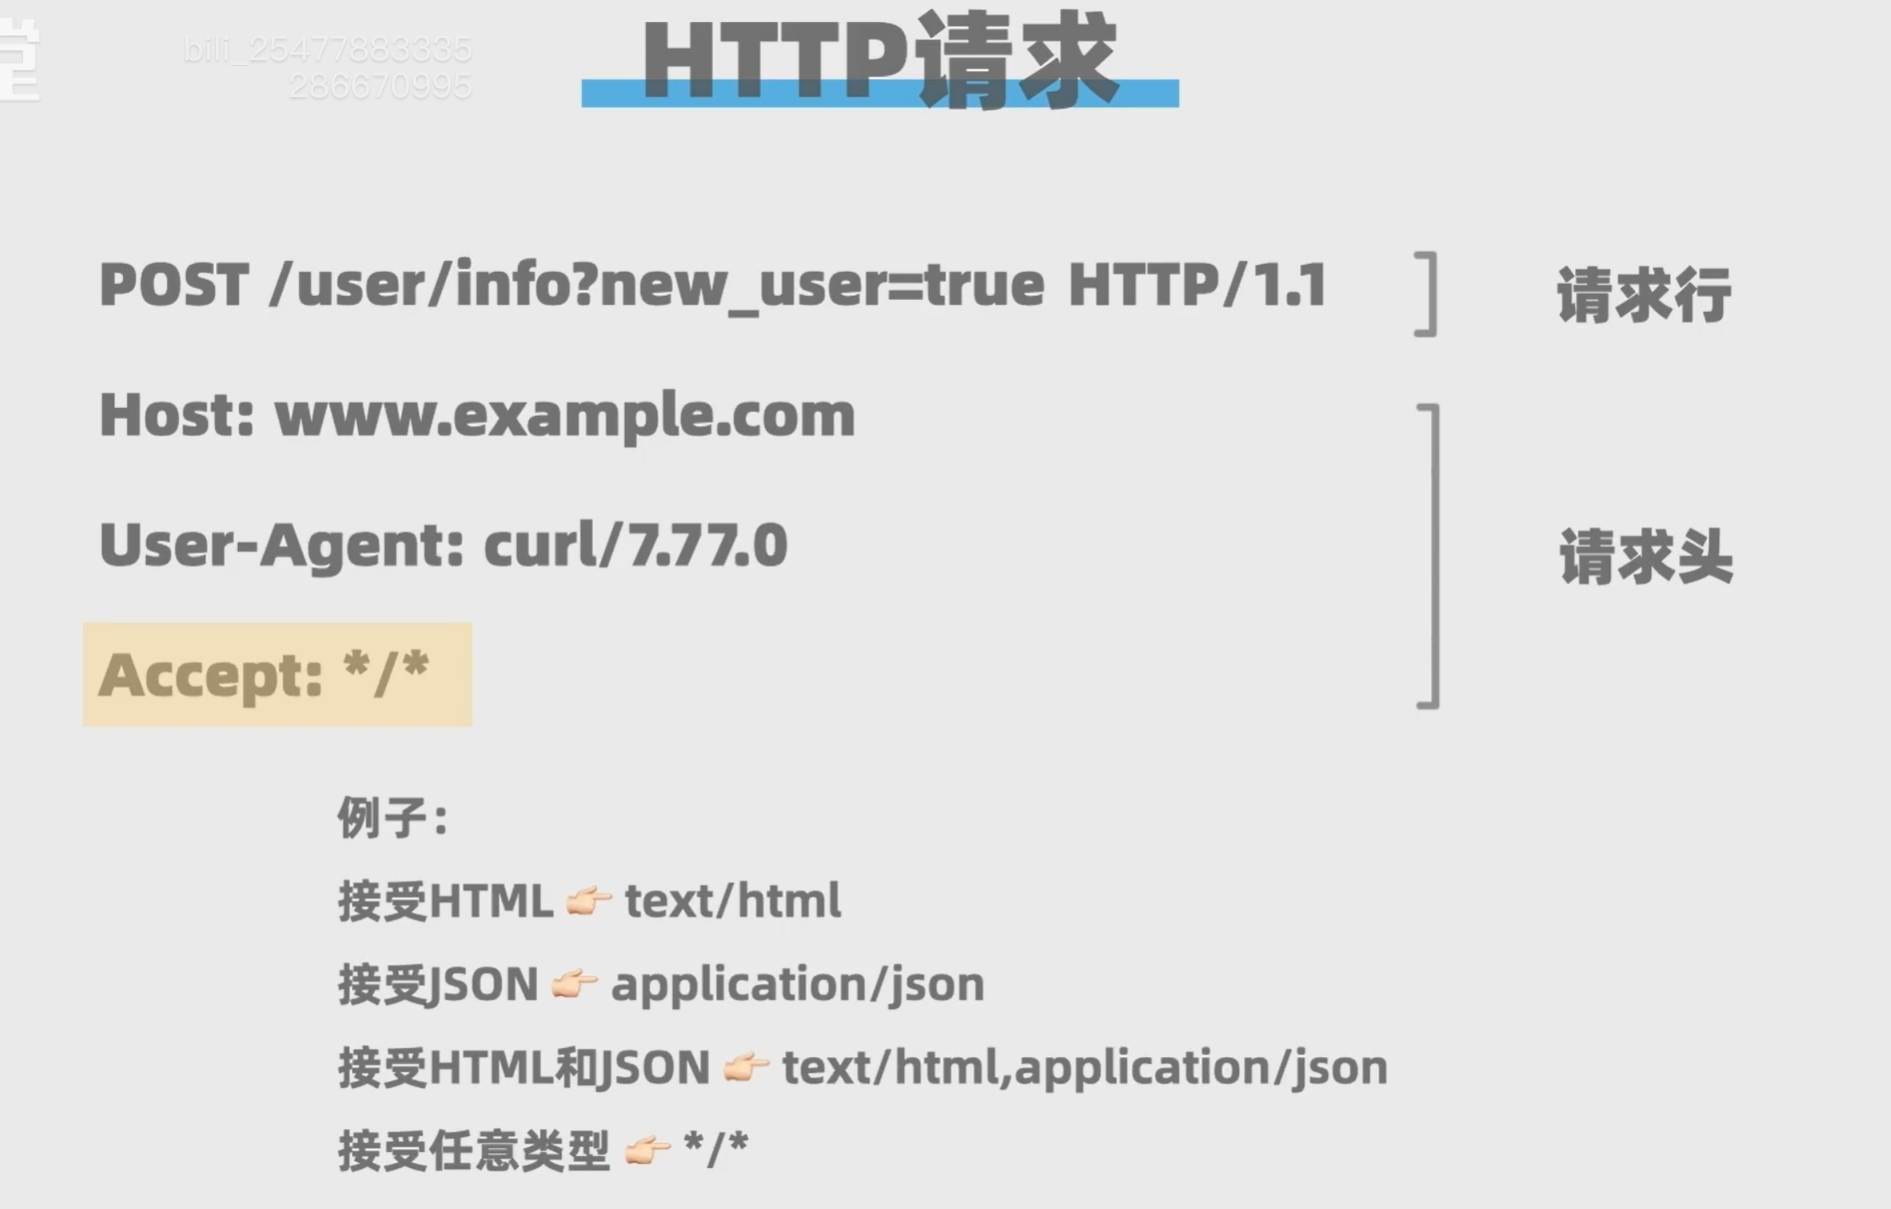 bili_25477883335
286670995
HTTP请求
POST /user/info?new_user=true HTTP/1.1
请求行
Host: www.example.com
User-Agent: curl/7.77.0
请求头
Accept: */*
例子：
接受HTML 👉🏻 text/html
接受JSON 👉🏻 application/json
接受HTML和JSON 👉🏻 text/html,application/json
接受任意类型 👉🏻 */*